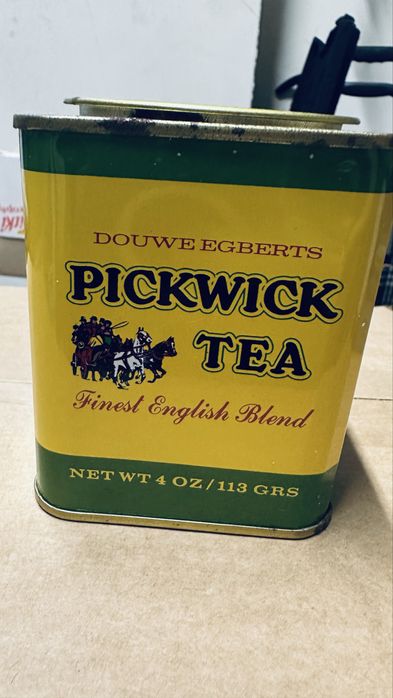 DOUWE EGBERTS
PICKWICK
TEA
Finest English Blend
NET WT 4 OZ/113 GRS